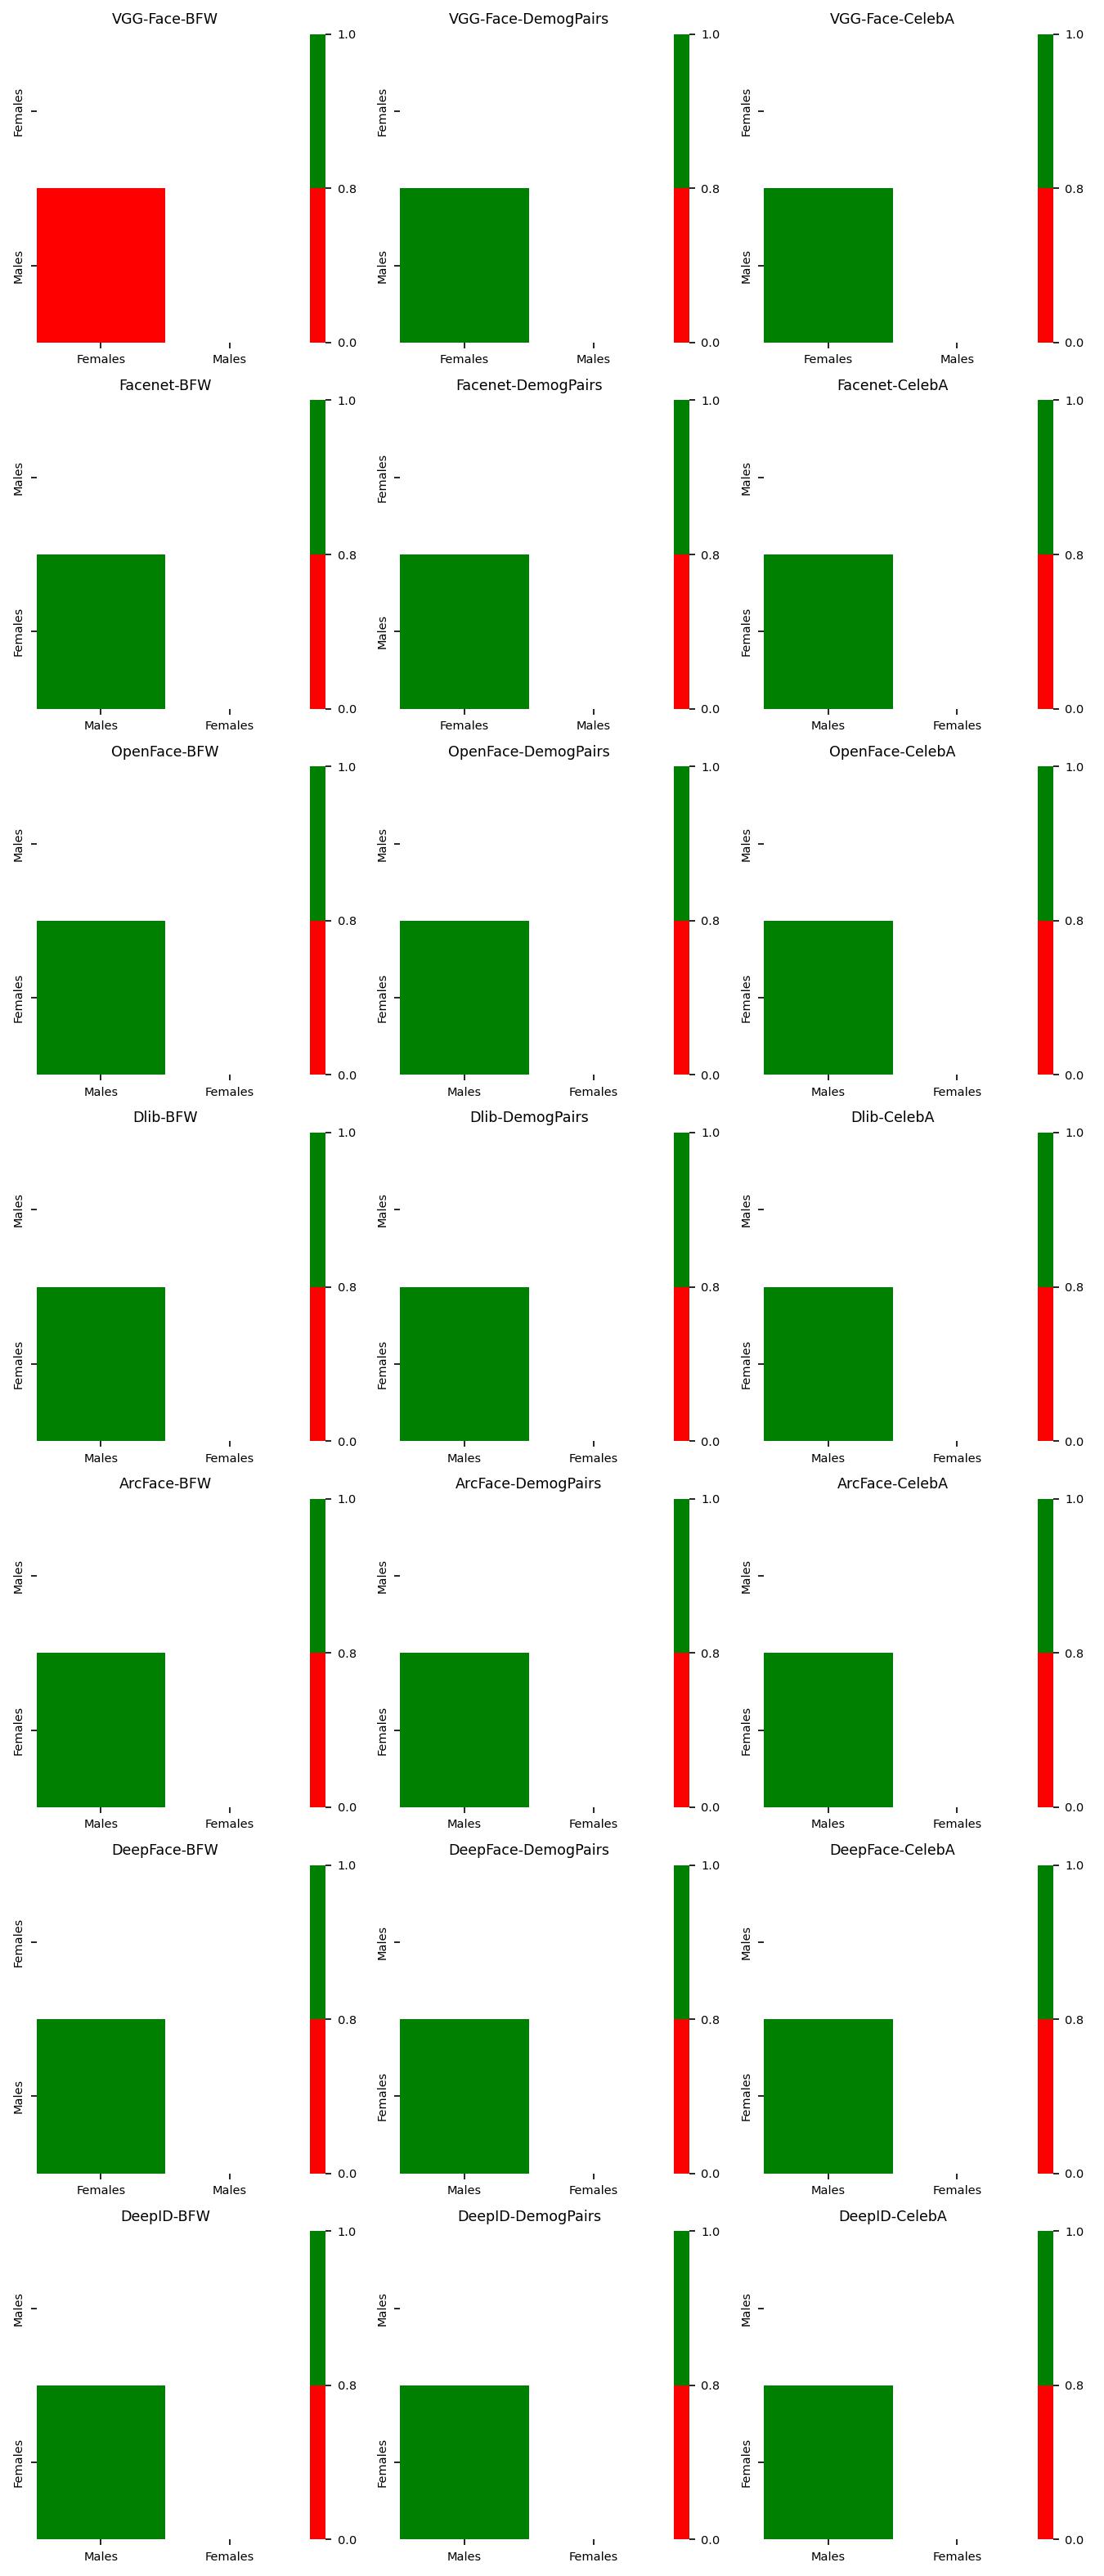 VGG-Face-BFW
1.0
0.8
0.0
Females
Males
Females
Males
VGG-Face-DemogPairs
1.0
0.8
0.0
Females
Males
Females
Males
VGG-Face-CelebA
1.0
0.8
0.0
Females
Males
Females
Males
Facenet-BFW
1.0
0.8
0.0
Males
Females
Males
Females
Facenet-DemogPairs
1.0
0.8
0.0
Females
Males
Females
Males
Facenet-CelebA
1.0
0.8
0.0
Males
Females
Males
Females
OpenFace-BFW
1.0
0.8
0.0
Males
Females
Males
Females
OpenFace-DemogPairs
1.0
0.8
0.0
Males
Females
Males
Females
OpenFace-CelebA
1.0
0.8
0.0
Males
Females
Males
Females
Dlib-BFW
1.0
0.8
0.0
Males
Females
Males
Females
Dlib-DemogPairs
1.0
0.8
0.0
Males
Females
Males
Females
Dlib-CelebA
1.0
0.8
0.0
Males
Females
Males
Females
ArcFace-BFW
1.0
0.8
0.0
Males
Females
Males
Females
ArcFace-DemogPairs
1.0
0.8
0.0
Males
Females
Males
Females
ArcFace-CelebA
1.0
0.8
0.0
Males
Females
Males
Females
DeepFace-BFW
1.0
0.8
0.0
Females
Males
Females
Males
DeepFace-DemogPairs
1.0
0.8
0.0
Males
Females
Males
Females
DeepFace-CelebA
1.0
0.8
0.0
Males
Females
Males
Females
DeepID-BFW
1.0
0.8
0.0
Males
Females
Males
Females
DeepID-DemogPairs
1.0
0.8
0.0
Males
Females
Males
Females
DeepID-CelebA
1.0
0.8
0.0
Males
Females
Males
Females